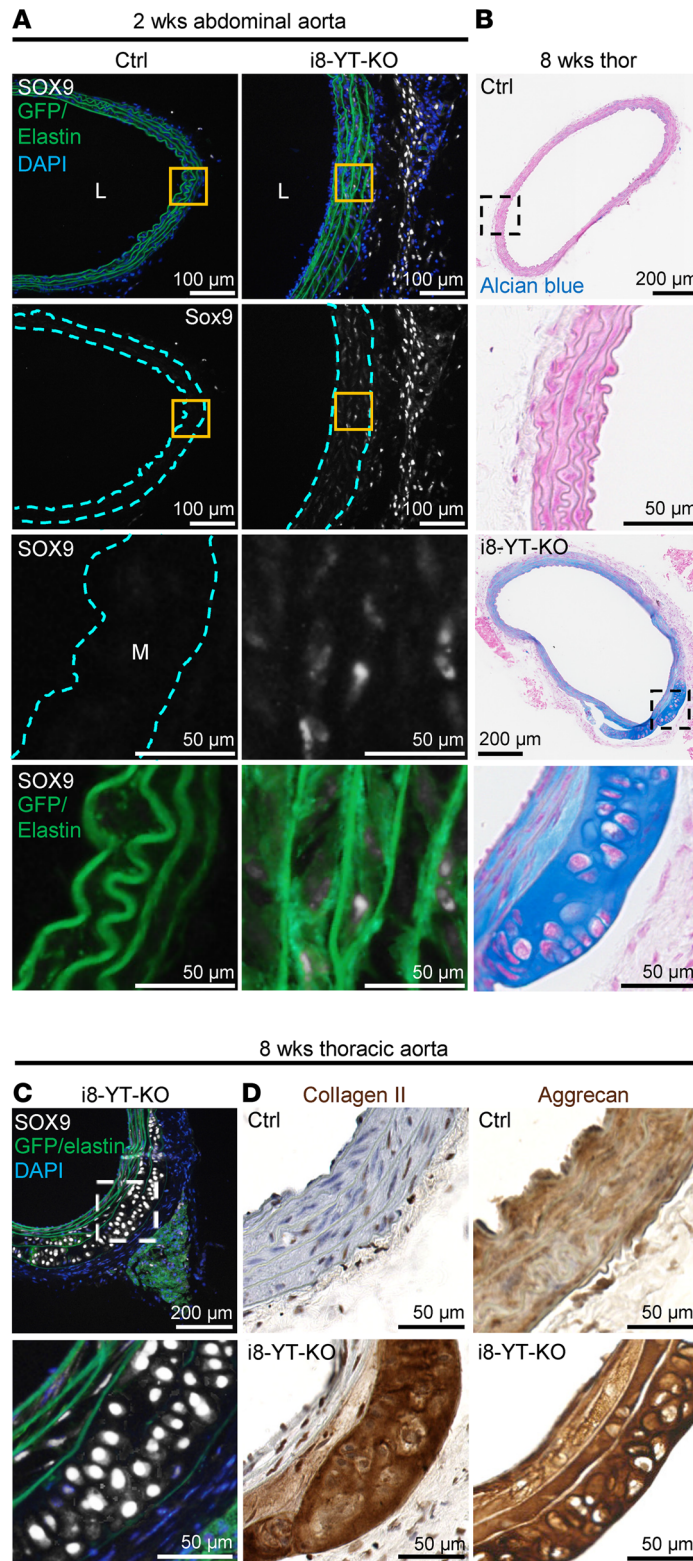 A
2 wks abdominal aorta
B
Ctrl
i8-YT-KO
8 wks thor
SOX9
GFP/
Elastin
DAPI
L
100 µm
L
100 µm
Ctrl
Alcian blue
200 µm
Sox9
100 µm
100 µm
50 µm
SOX9
M
50 µm
50 µm
i8-YT-KO
200 µm
SOX9
GFP/
Elastin
50 µm
50 µm
50 µm
8 wks thoracic aorta
C
i8-YT-KO
D
Collagen II
Aggrecan
SOX9
GFP/elastin
DAPI
200 µm
Ctrl
50 µm
Ctrl
50 µm
50 µm
i8-YT-KO
50 µm
i8-YT-KO
50 µm